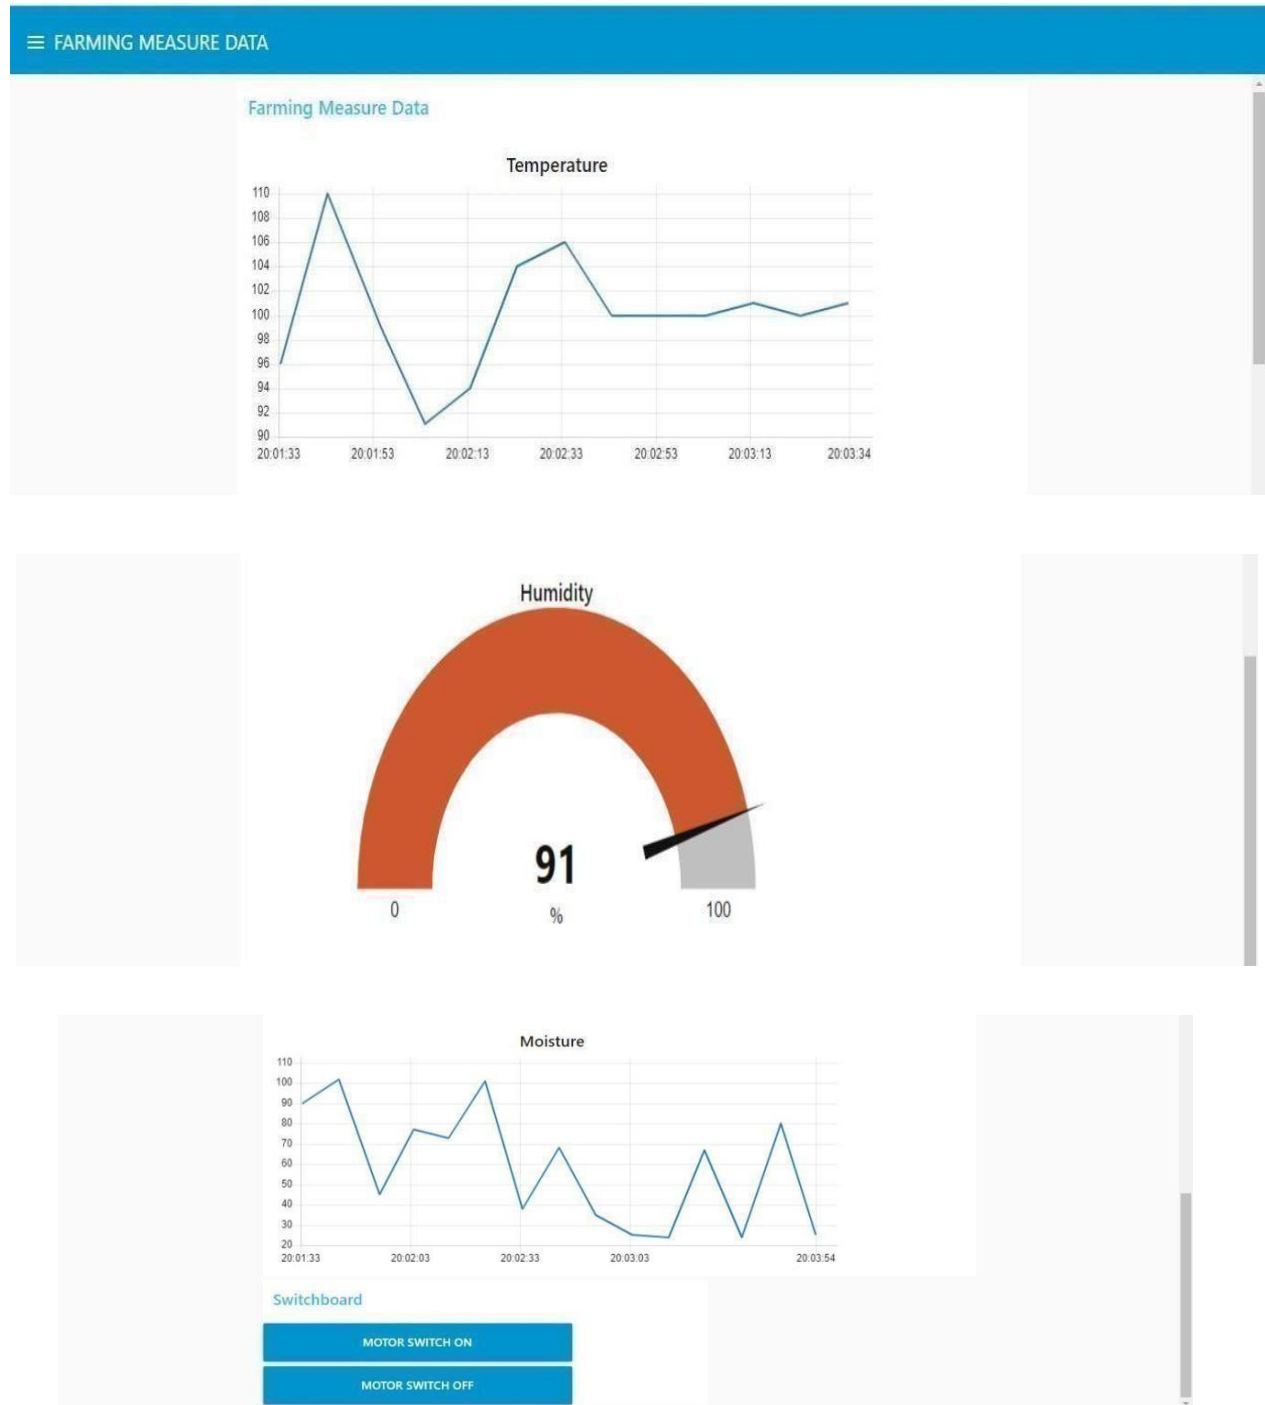 ≡ FARMING MEASURE DATA
Farming Measure Data
Temperature
110
108
106
104
102
100
98
96
94
92
90
20:01:33 20:01:53 20:02:13 20:02:33 20:02:53 20:03:13 20:03:34
Humidity
91
0 % 100
Moisture
110
100
90
80
70
60
50
40
30
20
20:01:33 20:02:03 20:02:33 20:03:03 20:03:54
Switchboard
MOTOR SWITCH ON
MOTOR SWITCH OFF